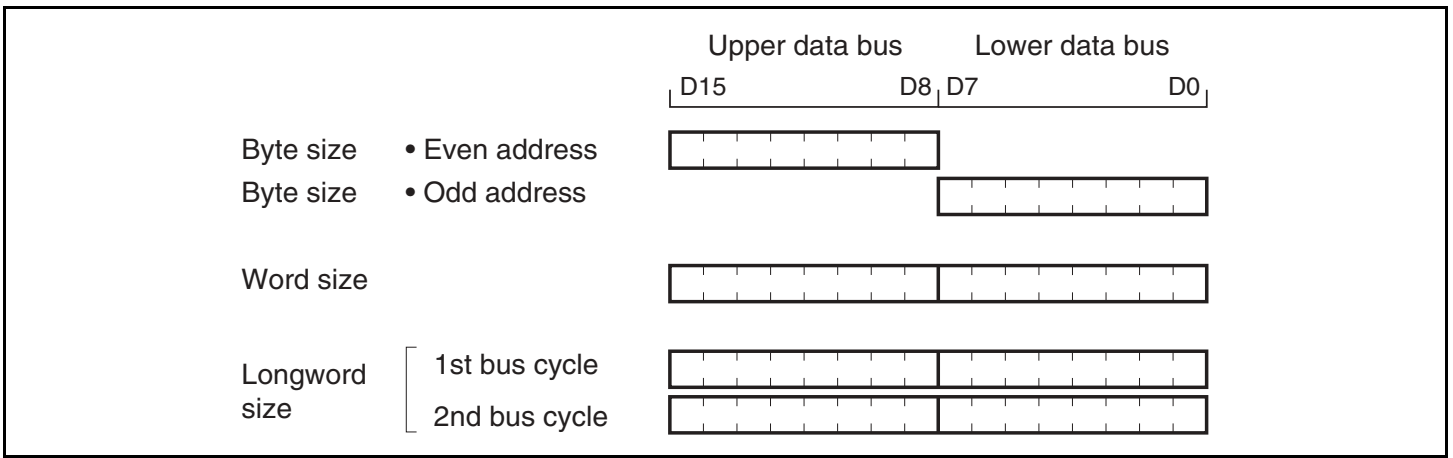 Upper data bus Lower data bus
D15 D8 D7 D0
Byte size • Even address
Byte size • Odd address
Word size
Longword size
1st bus cycle
2nd bus cycle